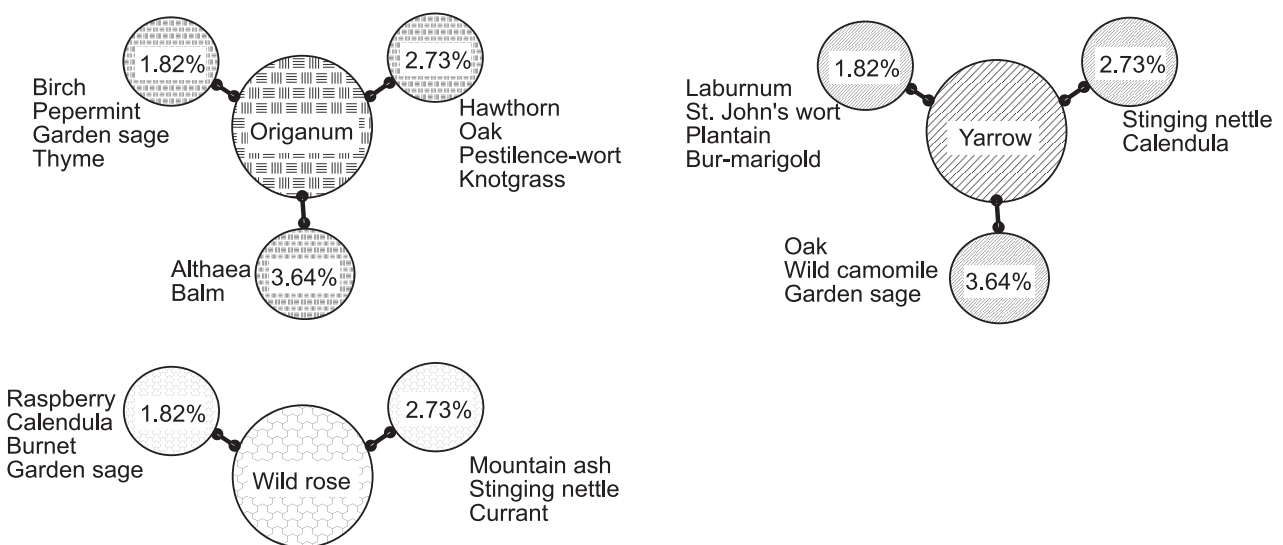 1.82%
Birch
Pepermint
Garden sage
Thyme
Origanum
2.73%
Hawthorn
Oak
Pestilence-wort
Knotgrass
Althaea
Balm
3.64%
1.82%
Laburnum
St. John's wort
Plantain
Bur-marigold
Yarrow
2.73%
Stinging nettle
Calendula
Oak
Wild camomile
Garden sage
3.64%
Raspberry
Calendula
Burnet
Garden sage
1.82%
Wild rose
2.73%
Mountain ash
Stinging nettle
Currant